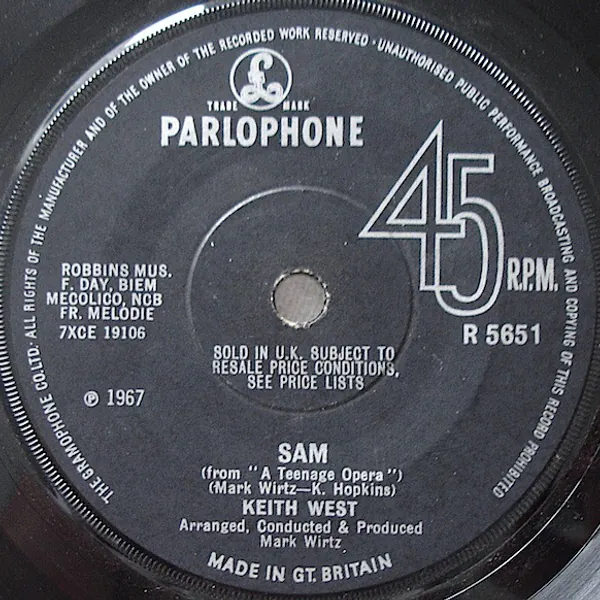 THE GRAMOPHONE CO. LTD. ALL RIGHTS OF THE MANUFACTURER AND OF THE OWNER OF THE RECORDED WORK RESERVED · UNAUTHORISED PUBLIC PERFORMANCE BROADCASTING AND COPYING OF THIS RECORD PROHIBITED
£
TRADE MARK
PARLOPHONE
45
R.P.M.
ROBBINS MUS.
F. DAY, BIEM
MECOLICO, NCB
FR. MELODIE
7XCE 19106
R 5651
SOLD IN U.K. SUBJECT TO
RESALE PRICE CONDITIONS,
SEE PRICE LISTS
℗ 1967
SAM
(from "A Teenage Opera")
(Mark Wirtz—K. Hopkins)
KEITH WEST
Arranged, Conducted & Produced
Mark Wirtz
MADE IN GT. BRITAIN